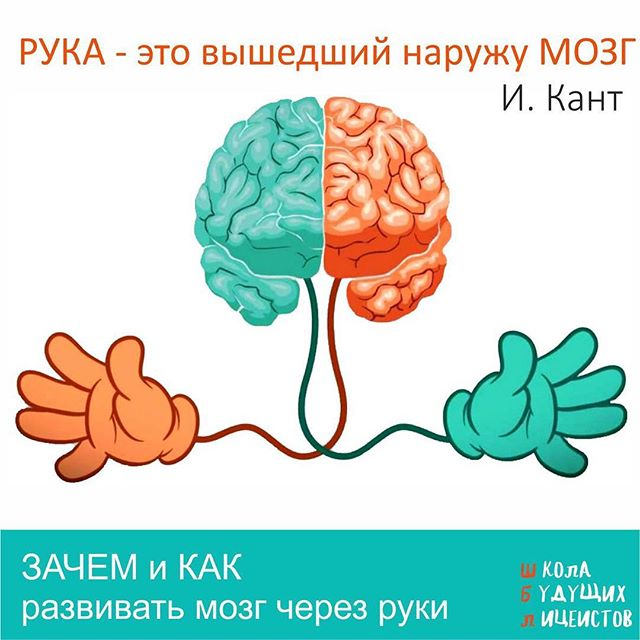 РУКА - это вышедший наружу МОЗГ
И. Кант
ЗАЧЕМ и КАК
развивать мозг через руки
ШКОЛА
БУДУЩИХ
ЛИЦЕИСТОВ